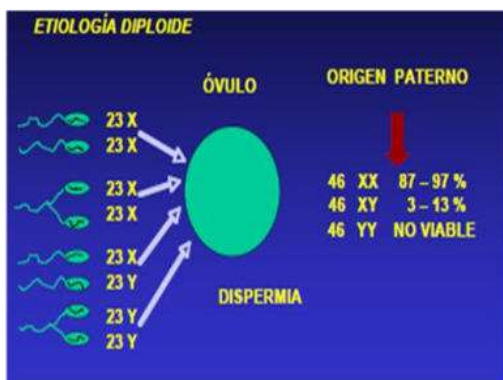 ETIOLOGÍA DIPLOIDE
ÓVULO
ORIGEN PATERNO
23 X
23 X
23 X
23 X
23 X
23 Y
23 Y
23 Y
46 XX 87 – 97 %
46 XY 3 – 13 %
46 YY NO VIABLE
DISPERMIA